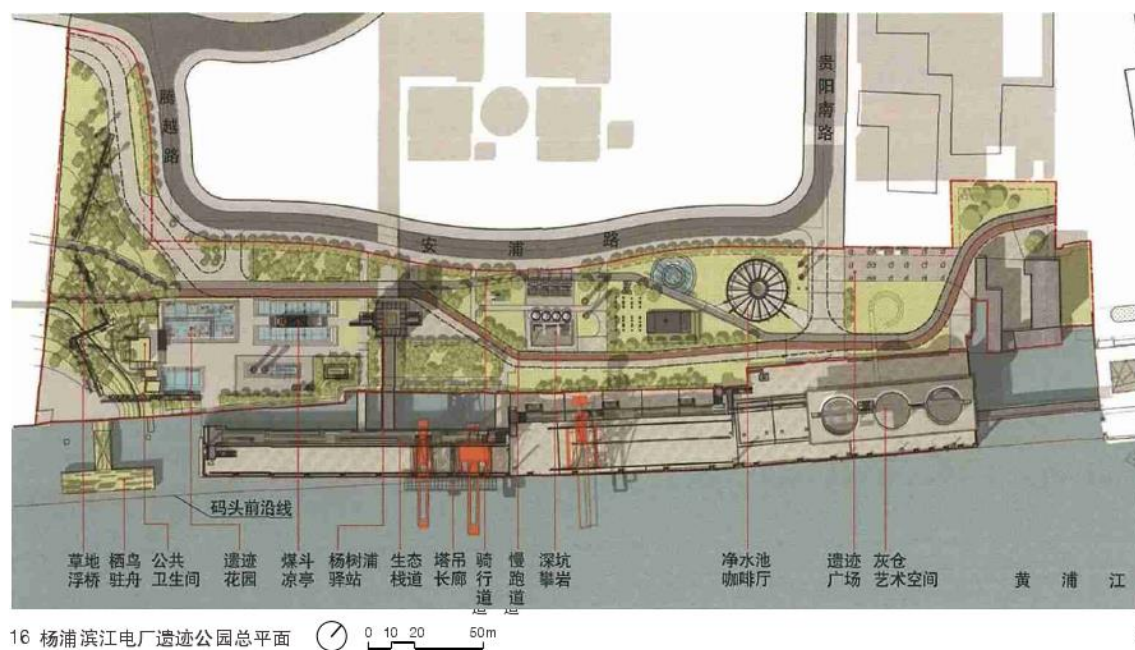 腾越路
贵阳南路
安浦路
码头前沿线
草地
浮桥
栖鸟
驻舟
公共
卫生间
遗迹
花园
煤斗
凉亭
杨树浦
驿站
生态
栈道
塔吊
长廊
骑行道
慢跑道
深坑
攀岩
净水池
咖啡厅
遗迹
广场
灰仓
艺术空间
黄浦江
16 杨浦滨江电厂遗迹公园总平面
0 10 20 50m